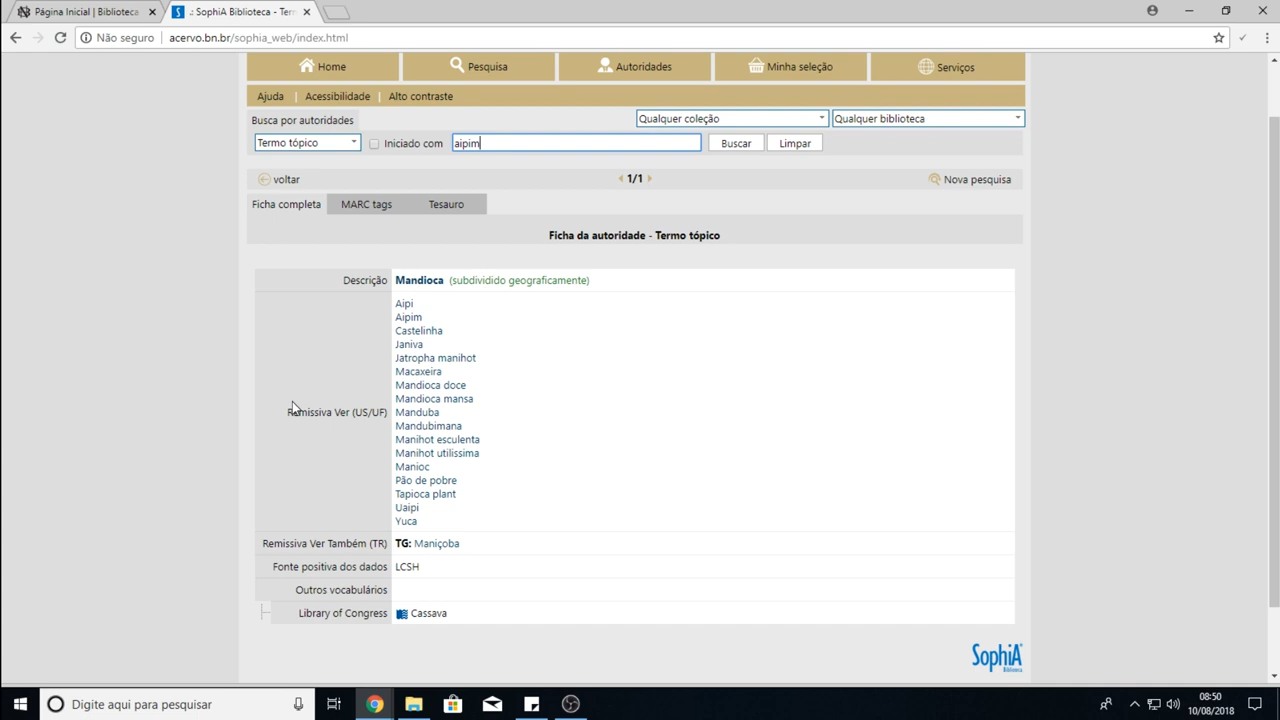 Página Inicial | Biblioteca
.: SophiA Biblioteca - Ter
Não seguro
acervo.bn.br/sophia_web/index.html
Home
Pesquisa
Autoridades
Minha seleção
Serviços
Ajuda | Acessibilidade | Alto contraste
Busca por autoridades
Qualquer coleção
Qualquer biblioteca
Termo tópico
Iniciado com
aipim
Buscar
Limpar
voltar
1/1
Nova pesquisa
Ficha completa
MARC tags
Tesauro
Ficha da autoridade - Termo tópico
Descrição
Mandioca (subdividido geograficamente)
Remissiva Ver (US/UF)
Aipi
Aipim
Castelinha
Janiva
Jatropha manihot
Macaxeira
Mandioca doce
Mandioca mansa
Manduba
Mandubimana
Manihot esculenta
Manihot utilissima
Manioc
Pão de pobre
Tapioca plant
Uaipi
Yuca
Remissiva Ver Também (TR)
TG: Maniçoba
Fonte positiva dos dados
LCSH
Outros vocabulários
Library of Congress
Cassava
SophiA
Biblioteca
Digite aqui para pesquisar
08:50
10/08/2018